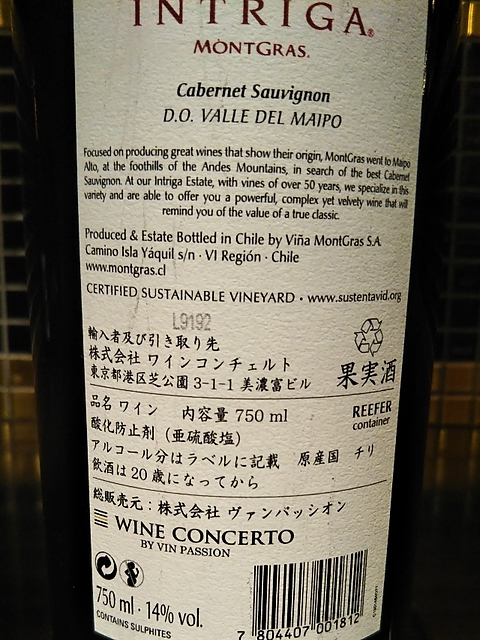 INTRIGA®
MONTGRAS®
Cabernet Sauvignon
D.O. VALLE DEL MAIPO
Focused on producing great wines that show their origin, MontGras went to Maipo
Alto, at the foothills of the Andes Mountains, in search of the best Cabernet
Sauvignon. At our Intriga Estate, with vines of over 50 years, we specialize in this
variety and are able to offer you a powerful, complex yet velvety wine that will
remind you of the value of a true classic.
Produced & Estate Bottled in Chile by Viña MontGras S.A.
Camino Isla Yáquil s/n · VI Región · Chile
www.montgras.cl
CERTIFIED SUSTAINABLE VINEYARD • www.sustentavid.org
L9192
輸入者及び引き取り先
株式会社 ワインコンチェルト
東京都港区芝公園 3-1-1 美濃富ビル
果実酒
品名 ワイン 内容量 750 ml
REEFER
container
酸化防止剤（亜硫酸塩）
アルコール分はラベルに記載 原産国 チリ
飲酒は 20 歳になってから
総販売元：株式会社 ヴァンパッシオン
WINE CONCERTO
BY VIN PASSION
750 ml · 14% vol.
CONTAINS SULPHITES
7 804407 001812